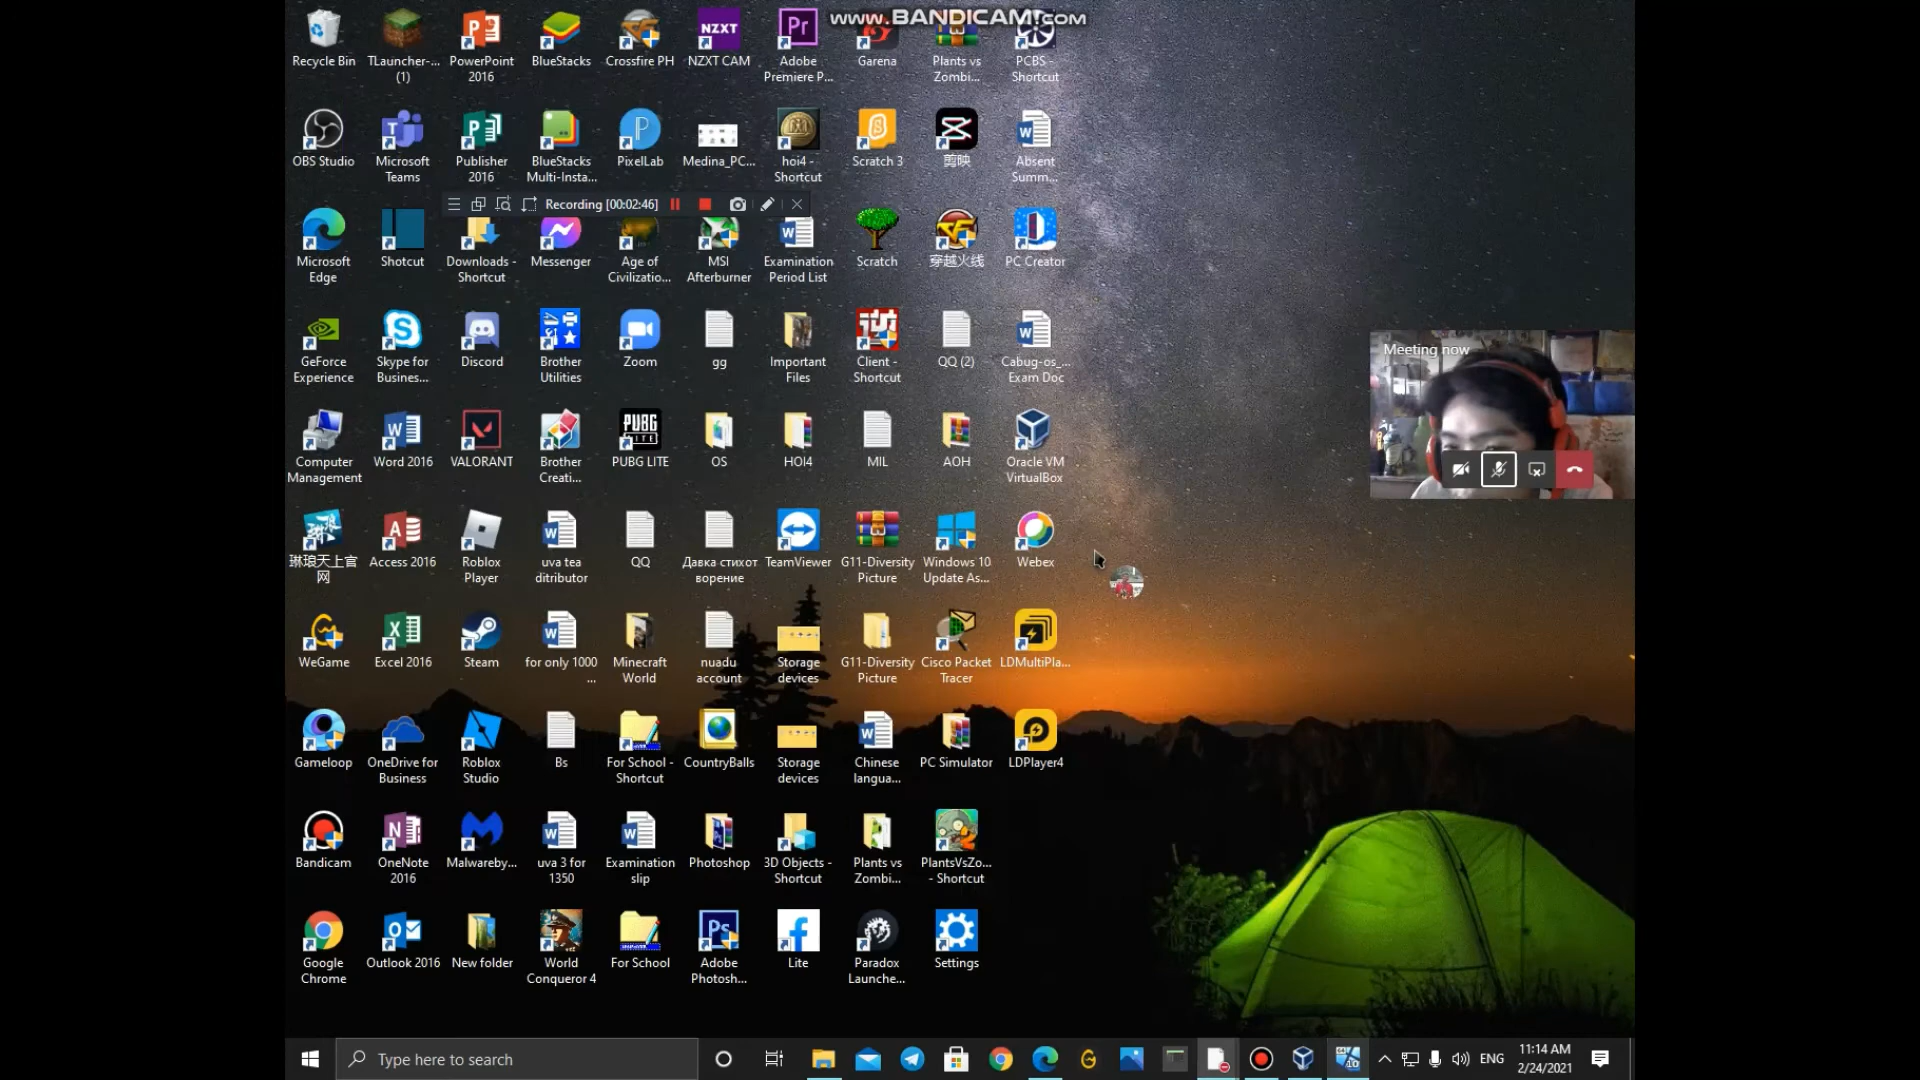 www.BANDICAM.com
Recycle Bin
TLauncher-...
(1)
PowerPoint
2016
BlueStacks
Crossfire PH
NZXT
NZXT CAM
Pr
Adobe
Premiere P...
Garena
Plants vs
Zombi...
PCBS -
Shortcut
OBS Studio
Microsoft
Teams
Publisher
2016
BlueStacks
Multi-Insta...
PixelLab
Medina_PC...
hoi4 -
Shortcut
Scratch 3
剪映
Absent
Summ...
Recording [00:02:46]
Microsoft
Edge
Shotcut
Downloads -
Shortcut
Messenger
Age of
Civilizatio...
MSI
Afterburner
Examination
Period List
Scratch
穿越火线
PC Creator
GeForce
Experience
Skype for
Busines...
Discord
Brother
Utilities
Zoom
gg
Important
Files
Client -
Shortcut
QQ (2)
Cabug-os_...
Exam Doc
Meeting now
Computer
Management
Word 2016
VALORANT
Brother
Creati...
PUBG
LITE
PUBG LITE
OS
HOI4
MIL
AOH
Oracle VM
VirtualBox
琳琅天上官
网
Access 2016
Roblox
Player
uva tea
ditributor
QQ
Давка стихот
ворение
TeamViewer
G11-Diversity
Picture
Windows 10
Update As...
Webex
WeGame
Excel 2016
Steam
for only 1000
...
Minecraft
World
nuadu
account
Storage
devices
G11-Diversity
Picture
Cisco Packet
Tracer
LDMultiPla...
Gameloop
OneDrive for
Business
Roblox
Studio
Bs
For School -
Shortcut
CountryBalls
Storage
devices
Chinese
langua...
PC Simulator
LDPlayer4
Bandicam
OneNote
2016
Malwareby...
uva 3 for
1350
Examination
slip
Photoshop
3D Objects -
Shortcut
Plants vs
Zombi...
PlantsVsZo...
- Shortcut
Google
Chrome
Outlook 2016
New folder
World
Conqueror 4
For School
Ps
Adobe
Photosh...
Lite
Paradox
Launche...
Settings
Type here to search
ENG
11:14 AM
2/24/2021